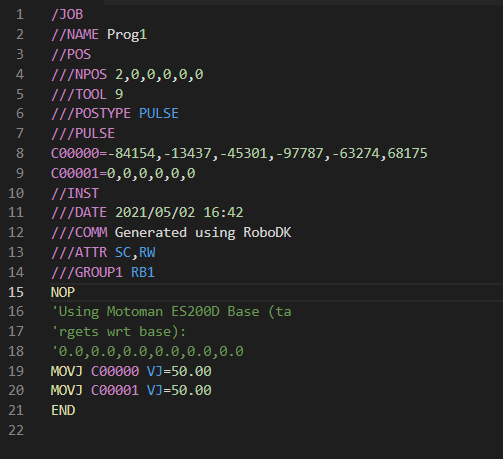 1 /JOB
2 //NAME Prog1
3 //POS
4 ///NPOS 2,0,0,0,0,0
5 ///TOOL 9
6 ///POSTYPE PULSE
7 ///PULSE
8 C00000=-84154,-13437,-45301,-97787,-63274,68175
9 C00001=0,0,0,0,0,0
10 //INST
11 ///DATE 2021/05/02 16:42
12 ///COMM Generated using RoboDK
13 ///ATTR SC,RW
14 ///GROUP1 RB1
15 NOP
16 'Using Motoman ES200D Base (ta
17 'rgets wrt base):
18 '0.0,0.0,0.0,0.0,0.0,0.0
19 MOVJ C00000 VJ=50.00
20 MOVJ C00001 VJ=50.00
21 END
22